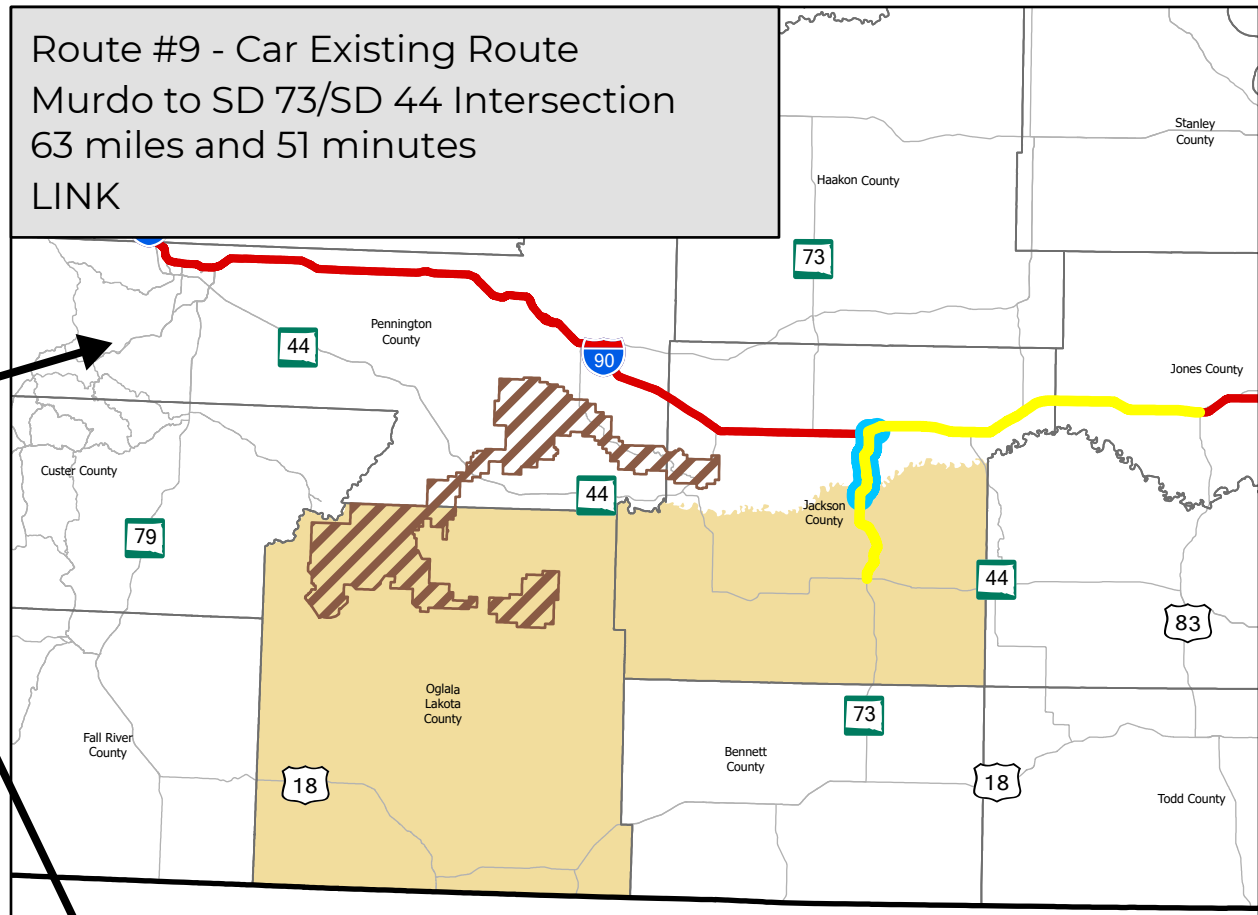 Route #9 - Car Existing Route
Murdo to SD 73/SD 44 Intersection
63 miles and 51 minutes
LINK
Stanley
County
Haakon County
73
Pennington
County
44
90
Jones County
Custer County
44
Jackson
County
79
44
83
Oglala
Lakota
County
73
Fall River
County
Bennett
County
18
18
Todd County